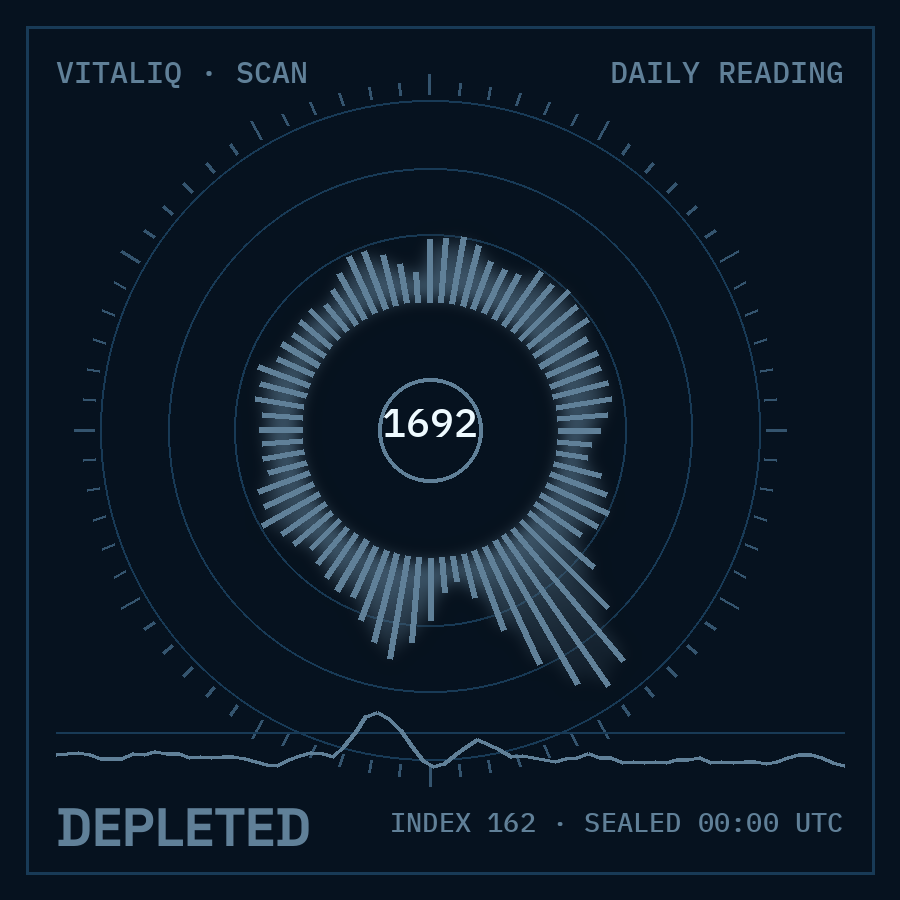 VITALIQ · SCAN
DAILY READING
1692
DEPLETED
INDEX 162 · SEALED 00:00 UTC